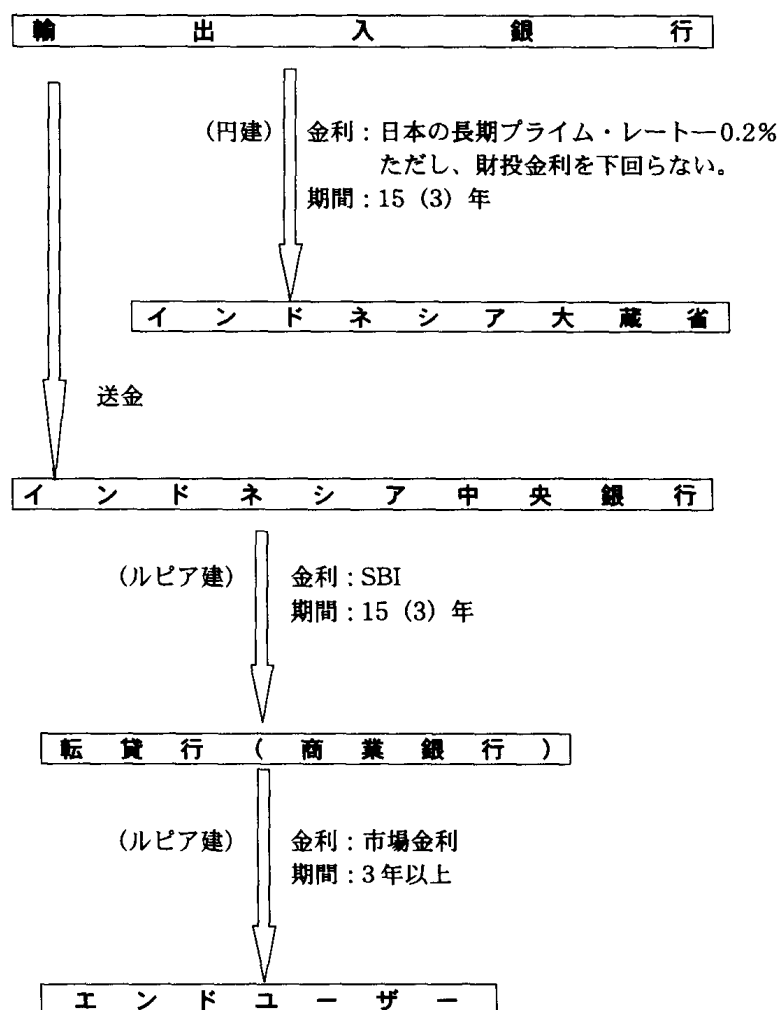 輸出入銀行
(円建) 金利：日本の長期プライム・レート－0.2%
ただし、財投金利を下回らない。
期間：15（3）年
インドネシア大蔵省
送金
インドネシア中央銀行
(ルピア建) 金利：SBI
期間：15（3）年
転貸行（商業銀行）
(ルピア建) 金利：市場金利
期間：3年以上
エンドユーザー